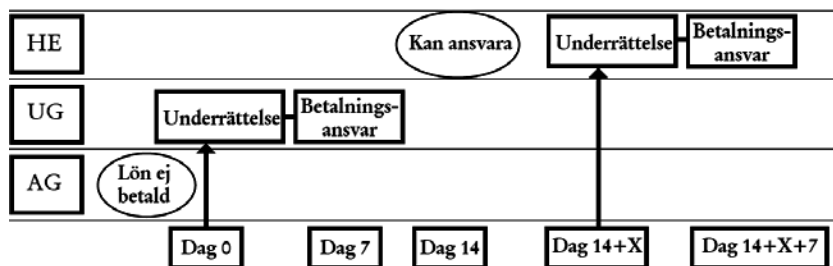 HE
Kan ansvara
Underrättelse
Betalnings-
ansvar
UG
Underrättelse
Betalnings-
ansvar
AG
Lön ej
betald
Dag 0
Dag 7
Dag 14
Dag 14+X
Dag 14+X+7